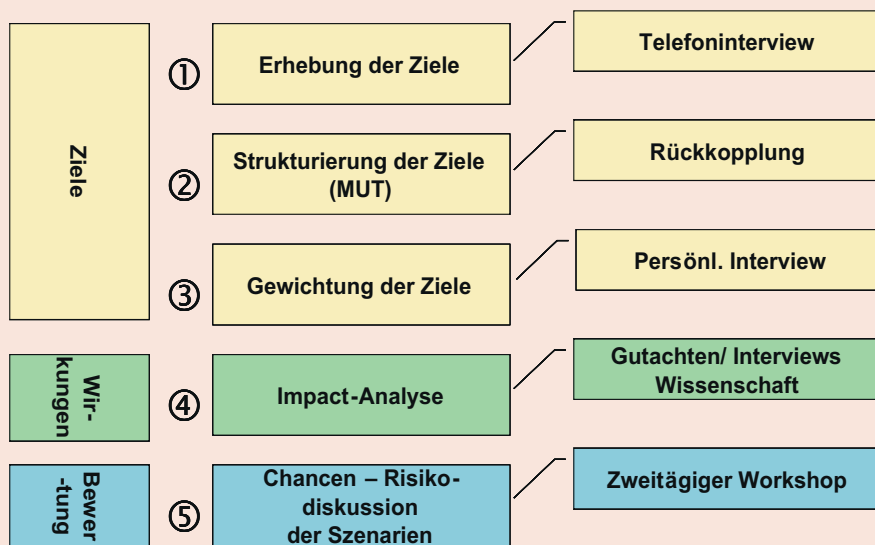 Ziele
①
Erhebung der Ziele
Telefoninterview
②
Strukturierung der Ziele
(MUT)
Rückkopplung
③
Gewichtung der Ziele
Persönl. Interview
Wir-
kungen
④
Impact-Analyse
Gutachten/ Interviews
Wissenschaft
Bewer
-tung
⑤
Chancen – Risiko-
diskussion
der Szenarien
Zweitägiger Workshop